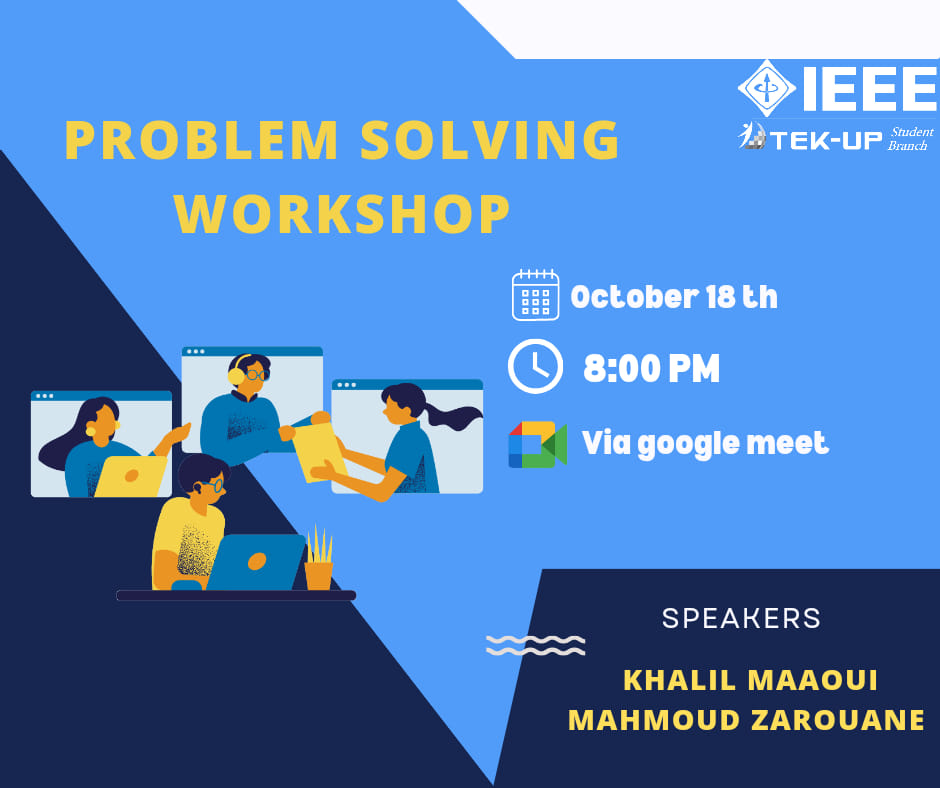 IEEE
TEK-UP Student Branch
PROBLEM SOLVING
WORKSHOP
October 18 th
8:00 PM
Via google meet
SPEAKERS
KHALIL MAAOUI
MAHMOUD ZAROUANE